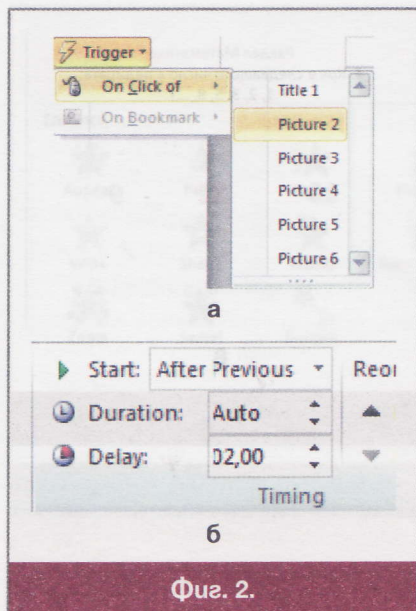 Trigger
On Click of
Title 1
On Bookmark
Picture 2
Picture 3
Picture 4
Picture 5
Picture 6
а
Start: After Previous Reor
Duration: Auto
Delay: 02,00
Timing
б
Фиг. 2.